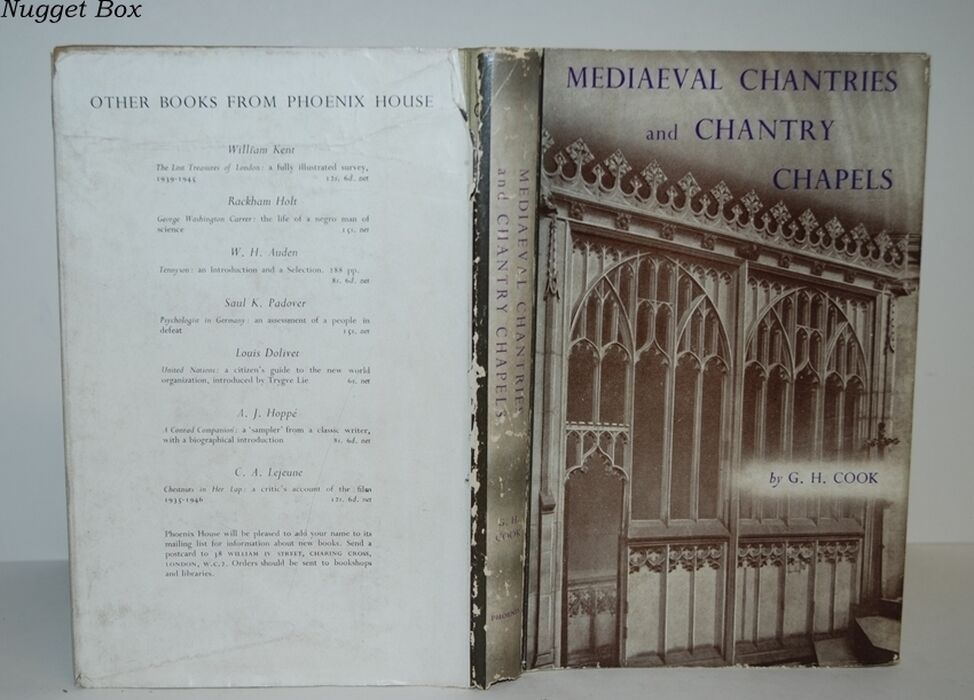 Nugget Box
OTHER BOOKS FROM PHOENIX HOUSE
William Kent
The Lost Treasures of London: a fully illustrated survey,
1939-1945 12s. 6d. net
Rackham Holt
George Washington Carver: the life of a negro man of
science 15s. net
W. H. Auden
Tennyson: an Introduction and a Selection. 288 pp.
8s. 6d. net
Saul K. Padover
Psychologist in Germany: an assessment of a people in
defeat 15s. net
Louis Dolivet
United Nations: a citizen's guide to the new world
organization, introduced by Trygve Lie 6s. net
A. J. Hoppé
A Conrad Companion: a 'sampler' from a classic writer,
with a biographical introduction 8s. 6d. net
C. A. Lejeune
Chestnuts in Her Lap: a critic's account of the film
1935-1946 12s. 6d. net
Phoenix House will be pleased to add your name to its
mailing list for information about new books. Send a
postcard to 38 WILLIAM IV STREET, CHARING CROSS,
LONDON, W.C.2. Orders should be sent to bookshops
and libraries.
MEDIAEVAL CHANTRIES
and CHANTRY CHAPELS
G. H.
COOK
PHOENIX
MEDIAEVAL CHANTRIES
and CHANTRY
CHAPELS
by G. H. COOK